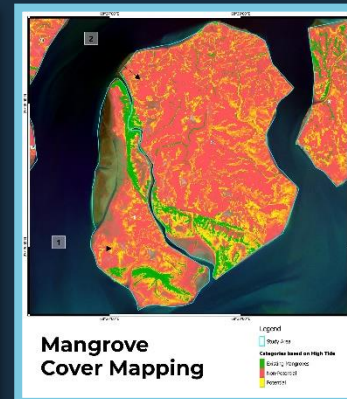 2
1
Mangrove
Cover Mapping
Legend
Study Area
Categories based on High Tide
Existing Mangroves
Non-Potential
Potential